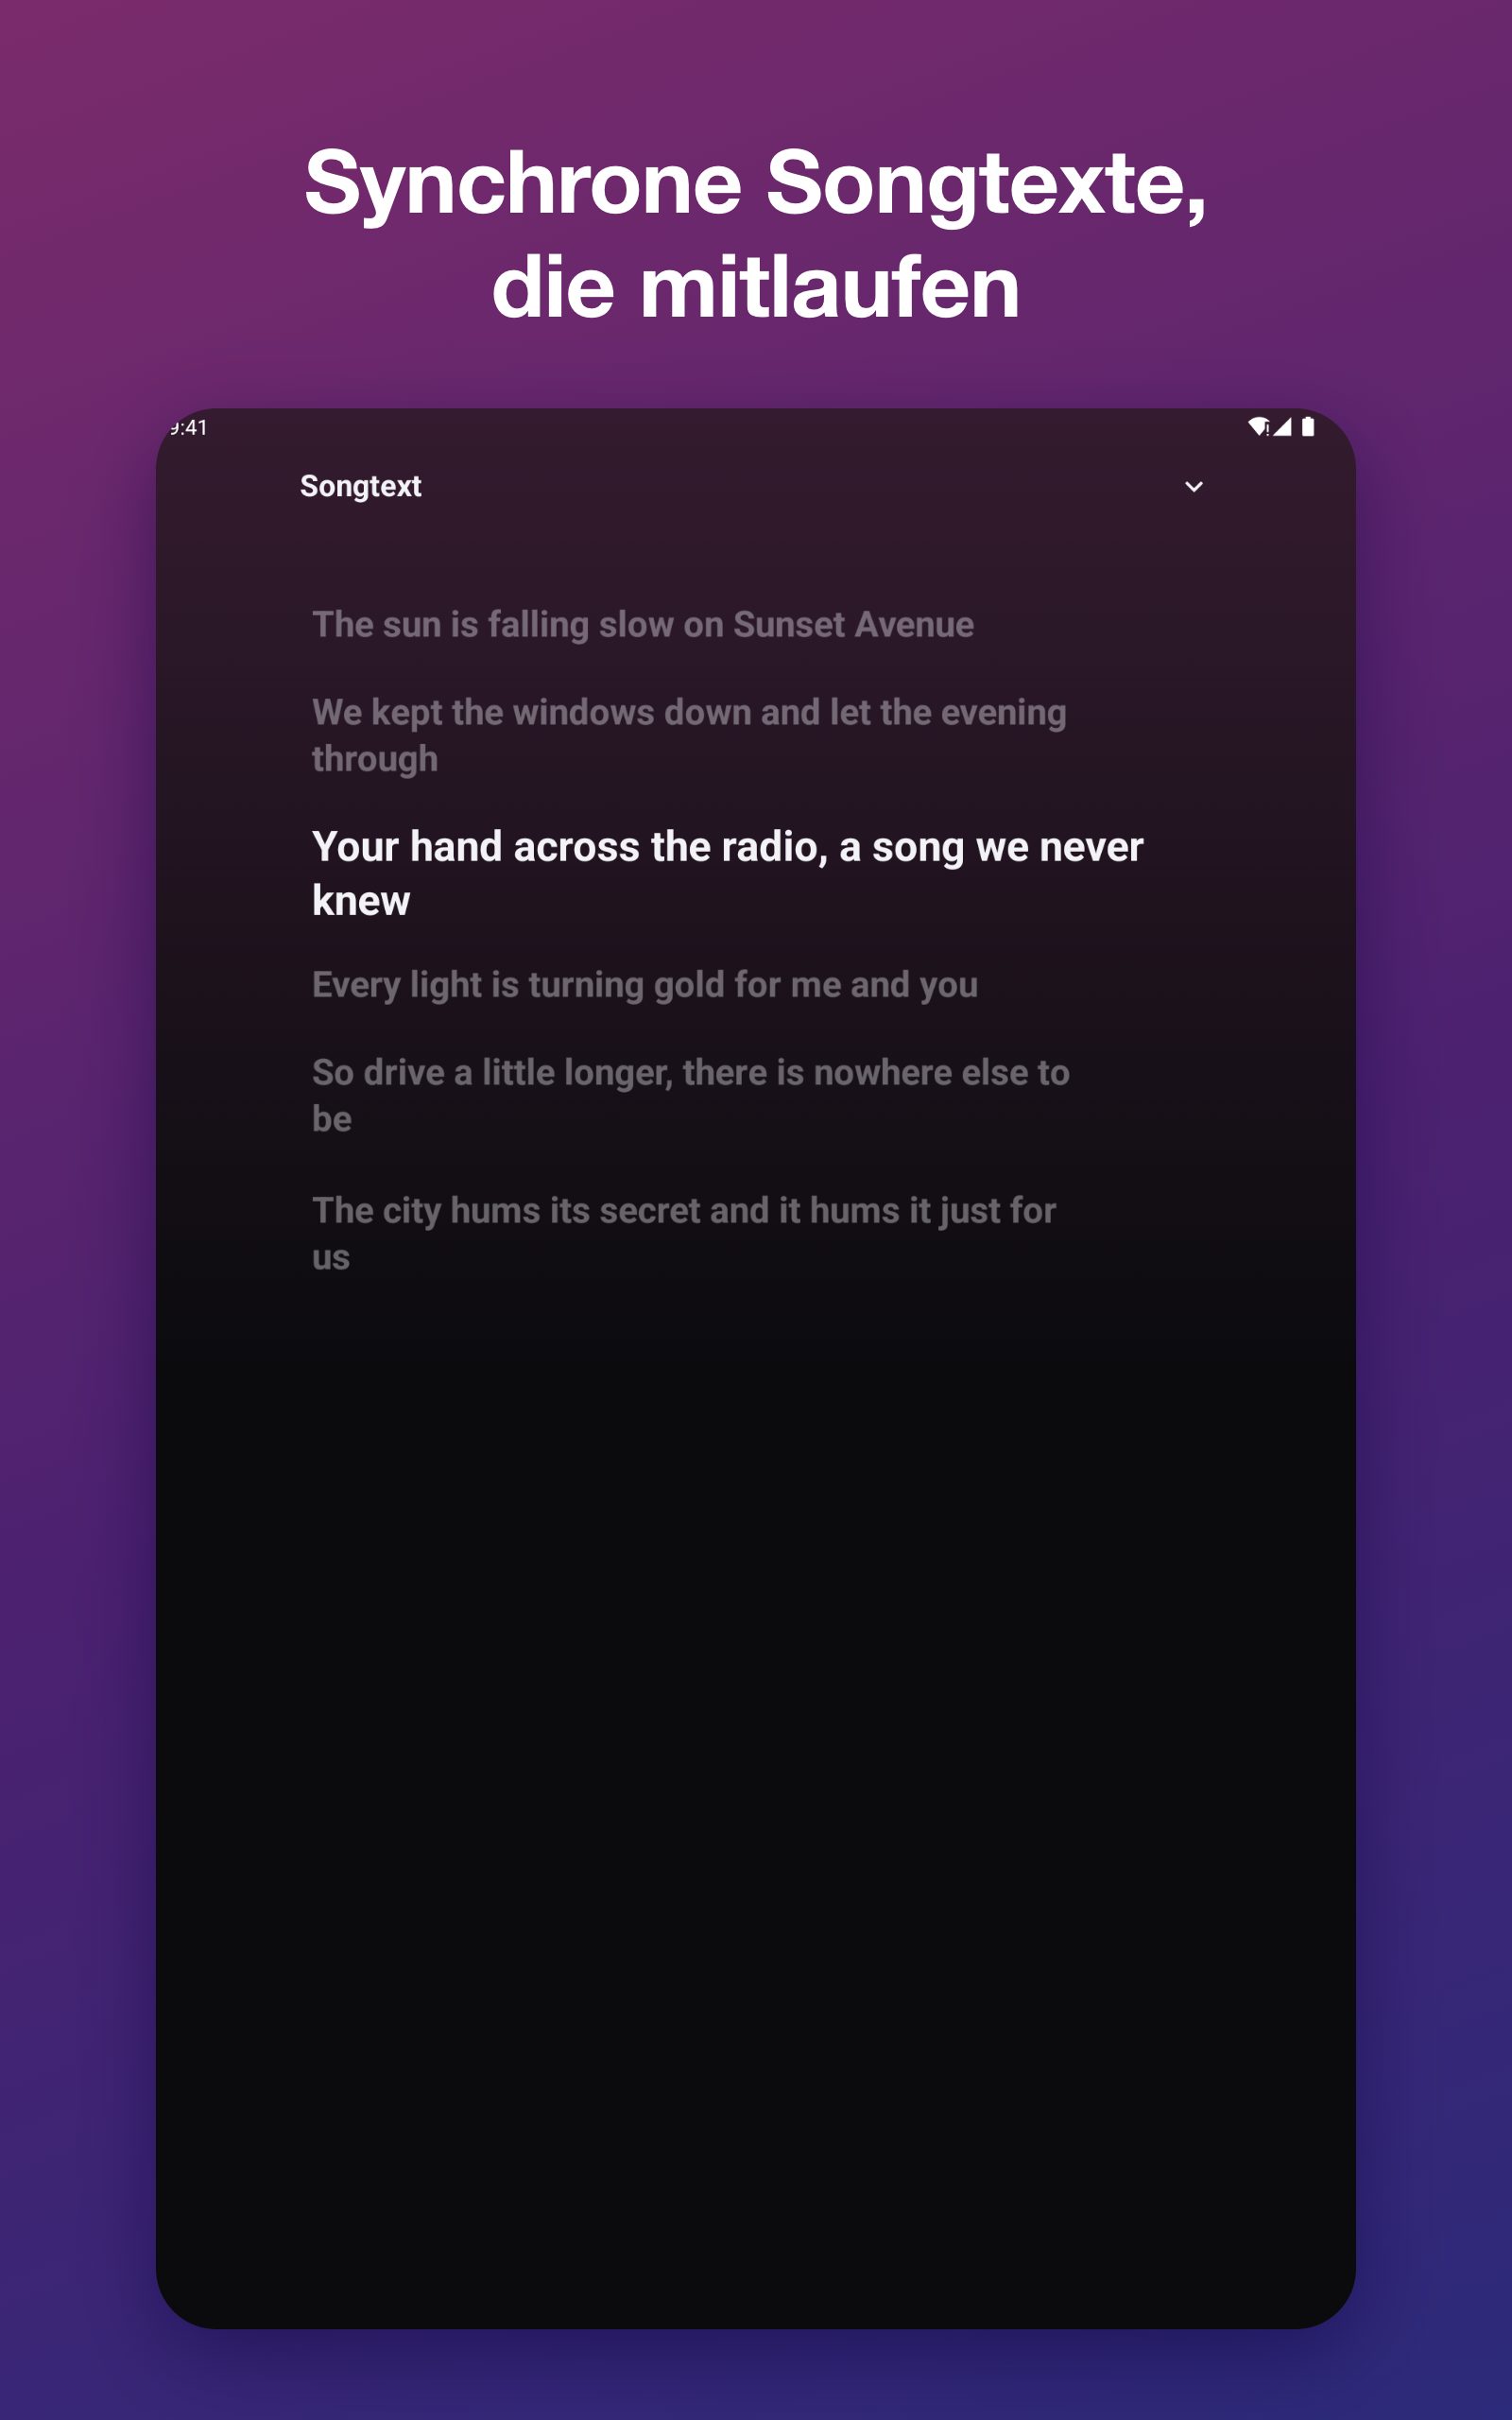 Synchrone Songtexte,
die mitlaufen
9:41
Songtext
The sun is falling slow on Sunset Avenue
We kept the windows down and let the evening
through
Your hand across the radio, a song we never
knew
Every light is turning gold for me and you
So drive a little longer, there is nowhere else to
be
The city hums its secret and it hums it just for
us